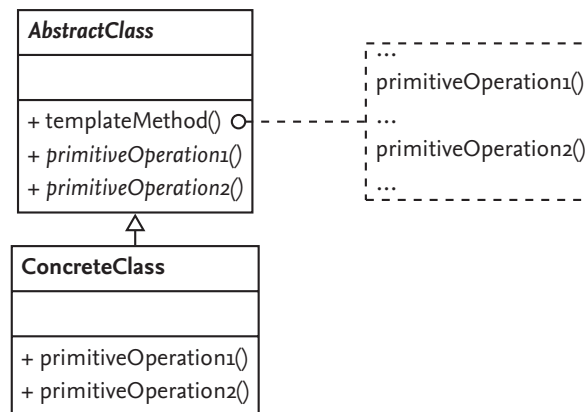 AbstractClass
+ templateMethod()
+ primitiveOperation1()
+ primitiveOperation2()
...
primitiveOperation1()
...
primitiveOperation2()
...
ConcreteClass
+ primitiveOperation1()
+ primitiveOperation2()